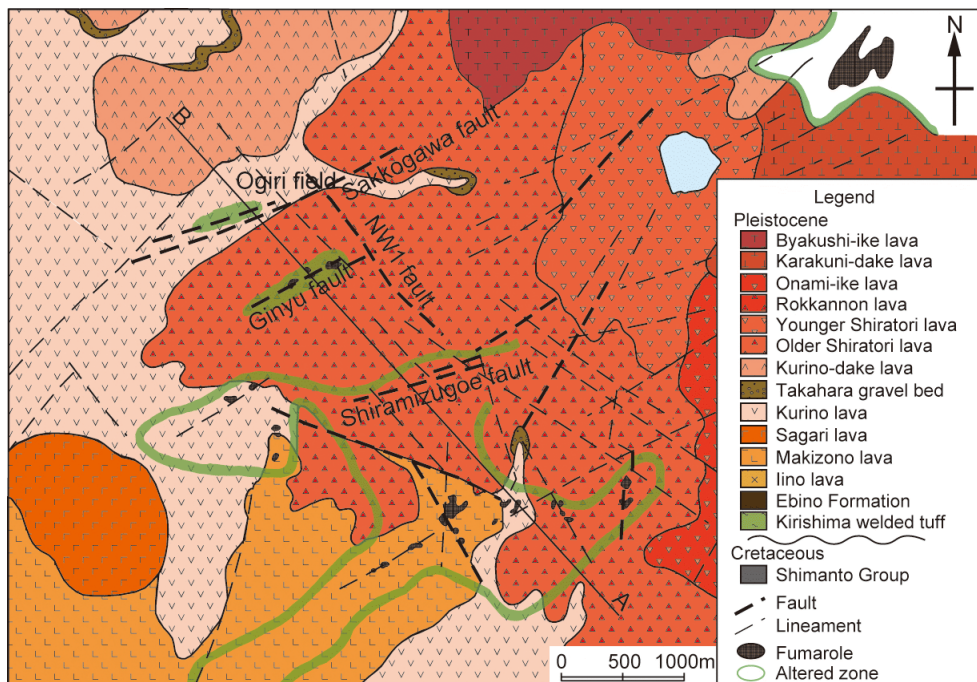 N
B
Ogiri field
Sakkogawa fault
NW1 fault
Ginyu fault
Shiramizugoe fault
A
0 500 1000m
Legend
Pleistocene
Byakushi-ike lava
Karakuni-dake lava
Onami-ike lava
Rokkannon lava
Younger Shiratori lava
Older Shiratori lava
Kurino-dake lava
Takahara gravel bed
Kurino lava
Sagari lava
Makizono lava
Iino lava
Ebino Formation
Kirishima welded tuff
Cretaceous
Shimanto Group
Fault
Lineament
Fumarole
Altered zone